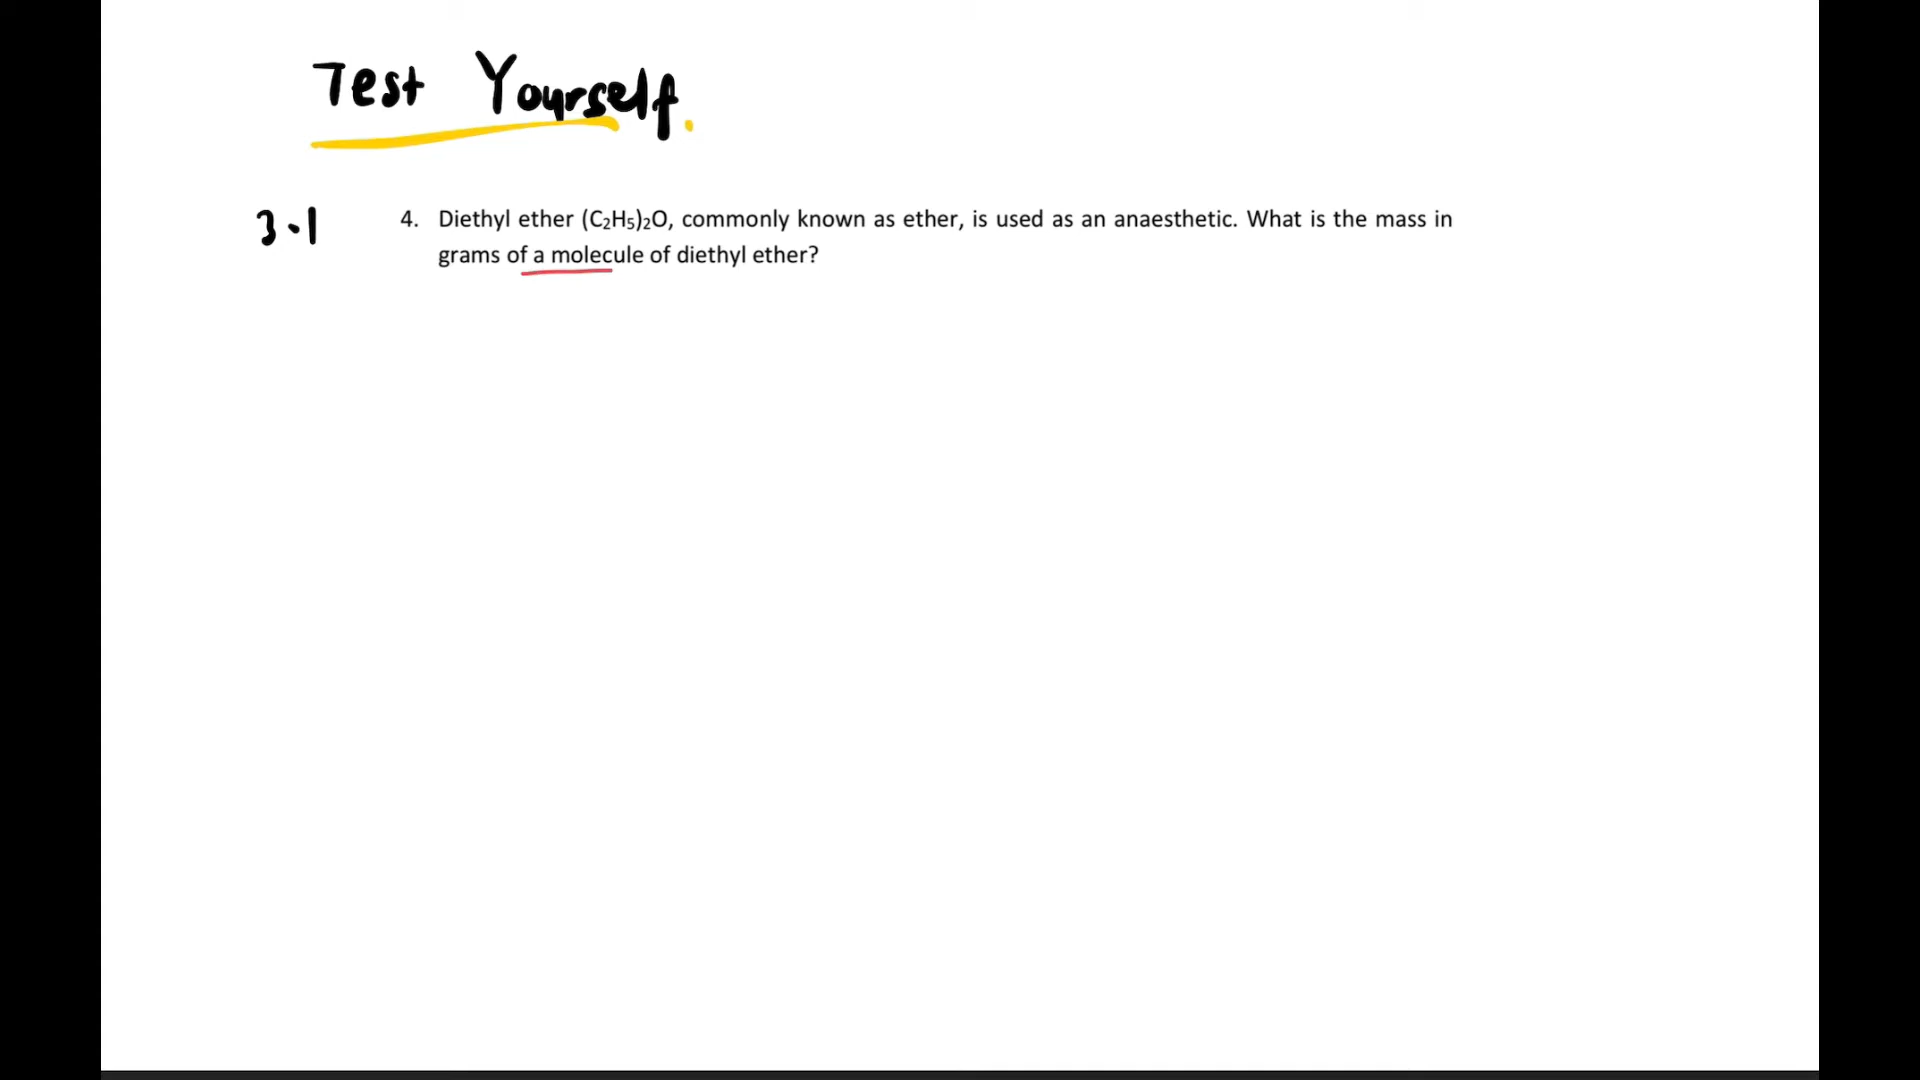 Test Yourself.
3.1
4. Diethyl ether (C₂H₅)₂O, commonly known as ether, is used as an anaesthetic. What is the mass in
grams of a molecule of diethyl ether?